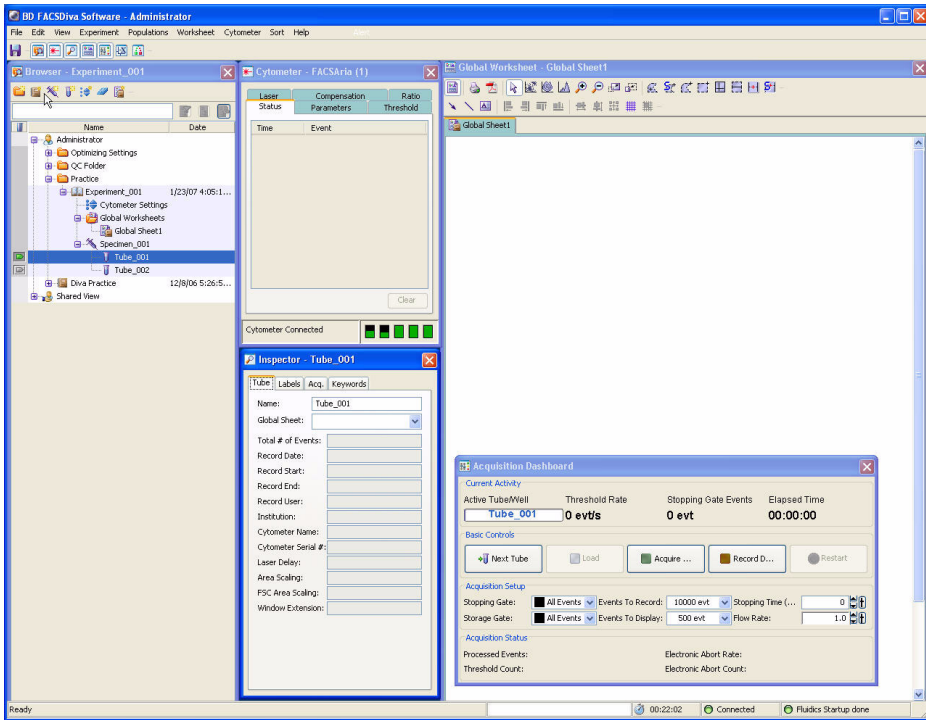 BD FACSDiva Software - Administrator
File Edit View Experiment Populations Worksheet Cytometer Sort Help
Browser - Experiment_001
Name Date
Administrator
Optimizing Settings
QC Folder
Practice
Experiment_001 1/23/07 4:05:1...
Cytometer Settings
Global Worksheets
Global Sheet1
Specimen_001
Tube_001
Tube_002
Diva Practice 12/8/06 5:26:5...
Shared View
Cytometer - FACSAria (1)
Laser Compensation Ratio
Status Parameters Threshold
Time Event
Clear
Cytometer Connected
Inspector - Tube_001
Tube Labels Acq. Keywords
Name: Tube_001
Global Sheet:
Total # of Events:
Record Date:
Record Start:
Record End:
Record User:
Institution:
Cytometer Name:
Cytometer Serial #:
Laser Delay:
Area Scaling:
FSC Area Scaling:
Window Extension:
Global Worksheet - Global Sheet1
Global Sheet1
Acquisition Dashboard
Current Activity
Active Tube/Well Threshold Rate Stopping Gate Events Elapsed Time
Tube_001 0 evt/s 0 evt 00:00:00
Basic Controls
Next Tube Load Acquire ... Record D... Restart
Acquisition Setup
Stopping Gate: All Events Events To Record: 10000 evt Stopping Time (... 0
Storage Gate: All Events Events To Display: 500 evt Flow Rate: 1.0
Acquisition Status
Processed Events: Electronic Abort Rate:
Threshold Count: Electronic Abort Count:
Ready 00:22:02 Connected Fluidics Startup done